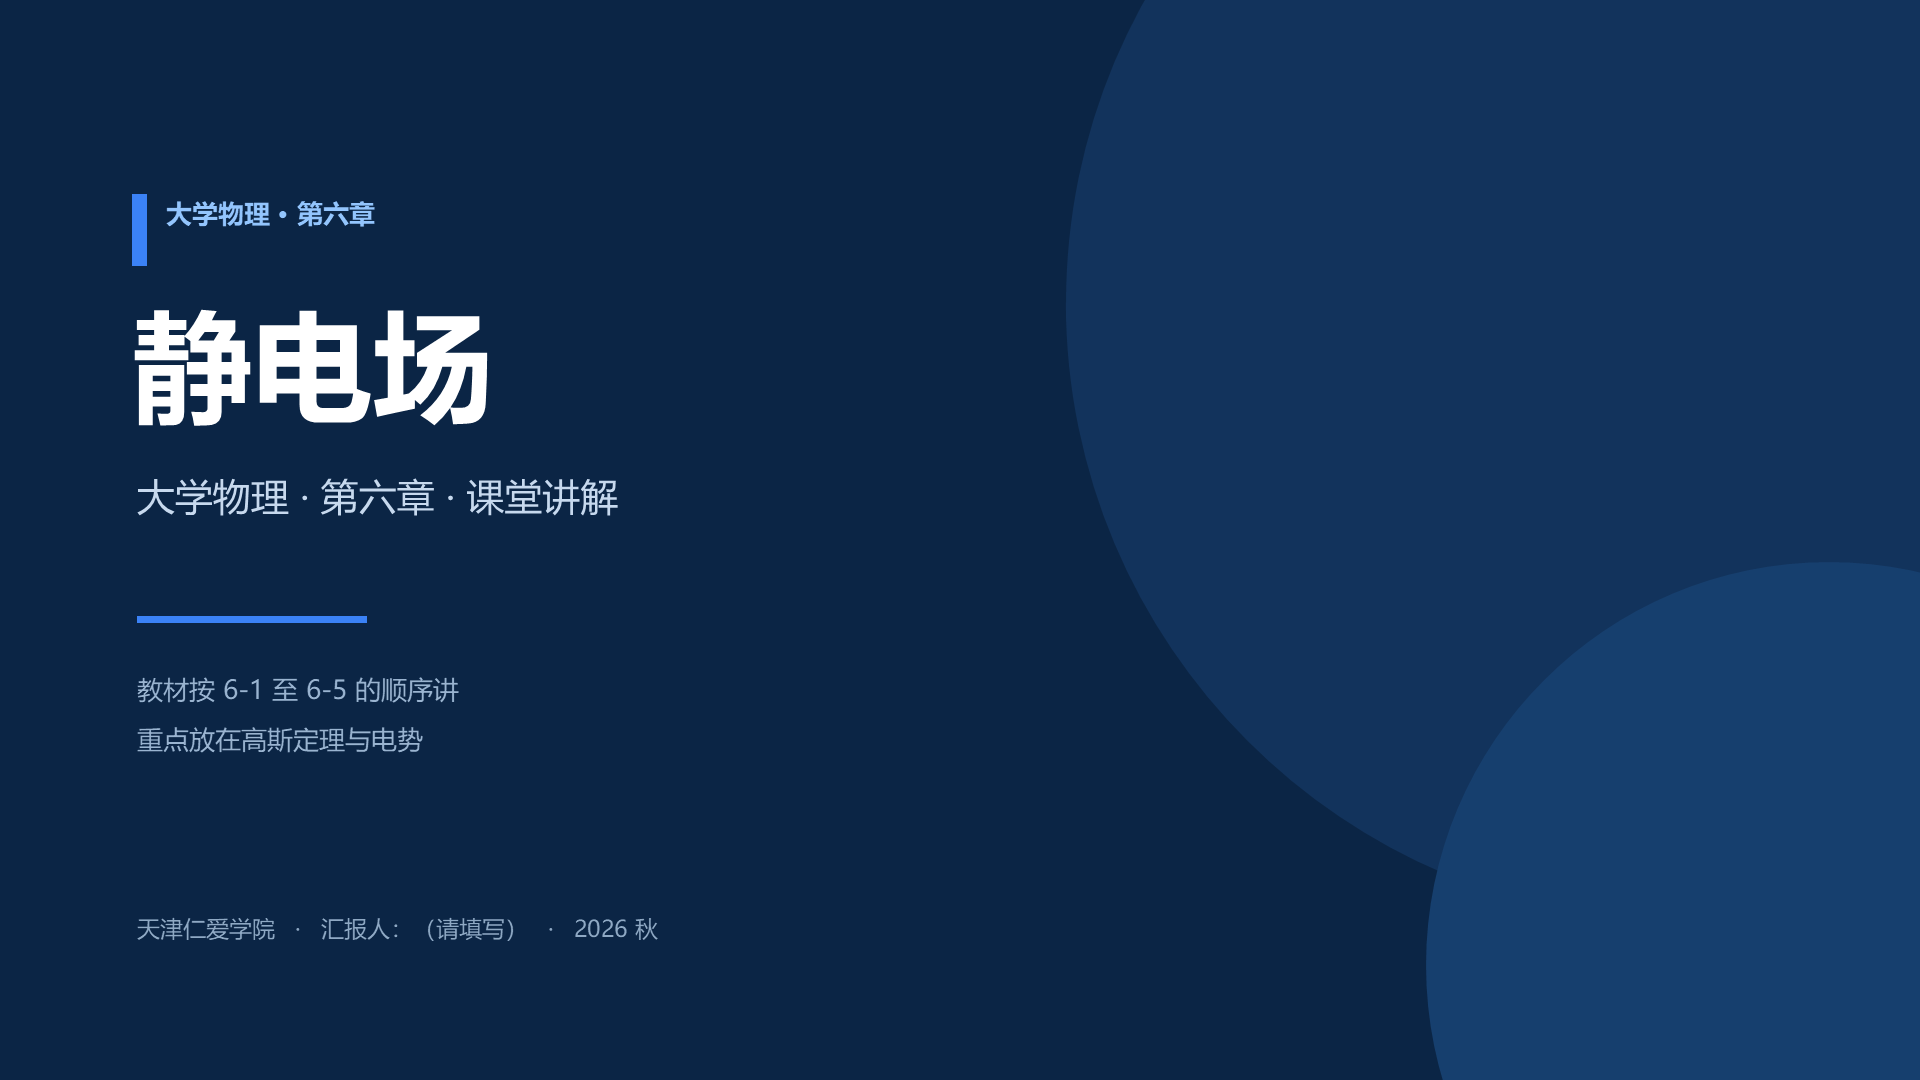 大学物理 • 第六章
静电场
大学物理 · 第六章 · 课堂讲解
教材按 6-1 至 6-5 的顺序讲
重点放在高斯定理与电势
天津仁爱学院 · 汇报人：（请填写） · 2026 秋